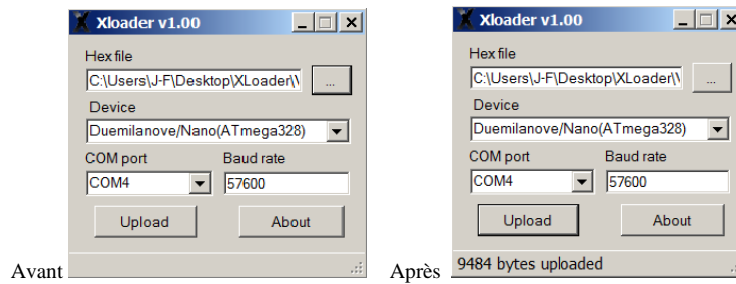 Xloader v1.00
Hex file
C:\Users\J-F\Desktop\XLoader\
...
Device
Duemilanove/Nano(ATmega328)
COM port Baud rate
COM4 57600
Upload About
Avant
Xloader v1.00
Hex file
C:\Users\J-F\Desktop\XLoader\
...
Device
Duemilanove/Nano(ATmega328)
COM port Baud rate
COM4 57600
Upload About
9484 bytes uploaded
Après